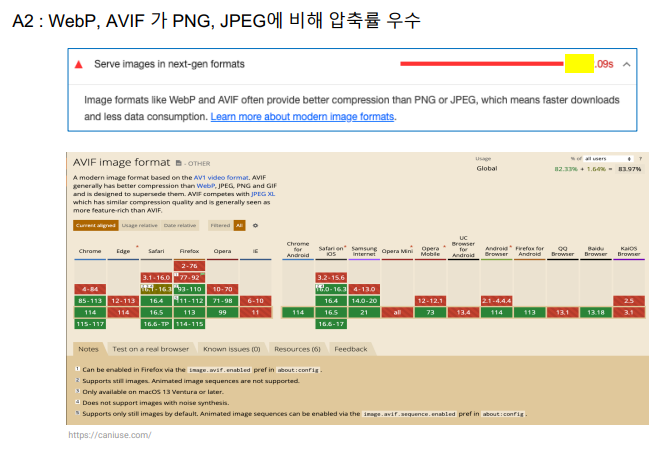 A2 : WebP, AVIF 가 PNG, JPEG에 비해 압축률 우수
Serve images in next-gen formats
.09s
Image formats like WebP and AVIF often provide better compression than PNG or JPEG, which means faster downloads
and less data consumption. Learn more about modern image formats.
AVIF image format - OTHER
Usage % of all users ?
Global 82.33% + 1.64% = 83.97%
A modern image format based on the AV1 video format. AVIF
generally has better compression than WebP, JPEG, PNG and GIF
and is designed to supersede them. AVIF competes with JPEG XL
which has similar compression quality and is generally seen as
more feature-rich than AVIF.
Current aligned Usage relative Date relative Filtered All
Chrome Edge * Safari Firefox Opera IE Chrome for Android Safari on iOS * Samsung Internet Opera Mini * Opera Mobile * UC Browser for Android Android Browser * Firefox for Android QQ Browser Baidu Browser KaiOS Browser
2-76
3.1-16.0 77-92 3.2-15.6
4-84 16.1-16.3 93-110 10-70 16.0-16.3 4-13.0
85-113 12-113 16.4 111-112 71-98 6-10 16.4 14.0-20 12-12.1 2.1-4.4.4 2.5
114 114 16.5 113 99 11 114 16.5 21 all 73 13.4 114 113 13.1 13.18 3.1
115-117 16.6-TP 114-115 16.6-17
Notes Test on a real browser Known issues (0) Resources (6) Feedback
1 Can be enabled in Firefox via the image.avif.enabled pref in about:config.
2 Supports still images. Animated image sequences are not supported.
3 Only available on macOS 13 Ventura or later.
4 Does not support images with noise synthesis.
5 Supports only still images by default. Animated image sequences can be enabled via the image.avif.sequence.enabled pref in about:config.
https://caniuse.com/